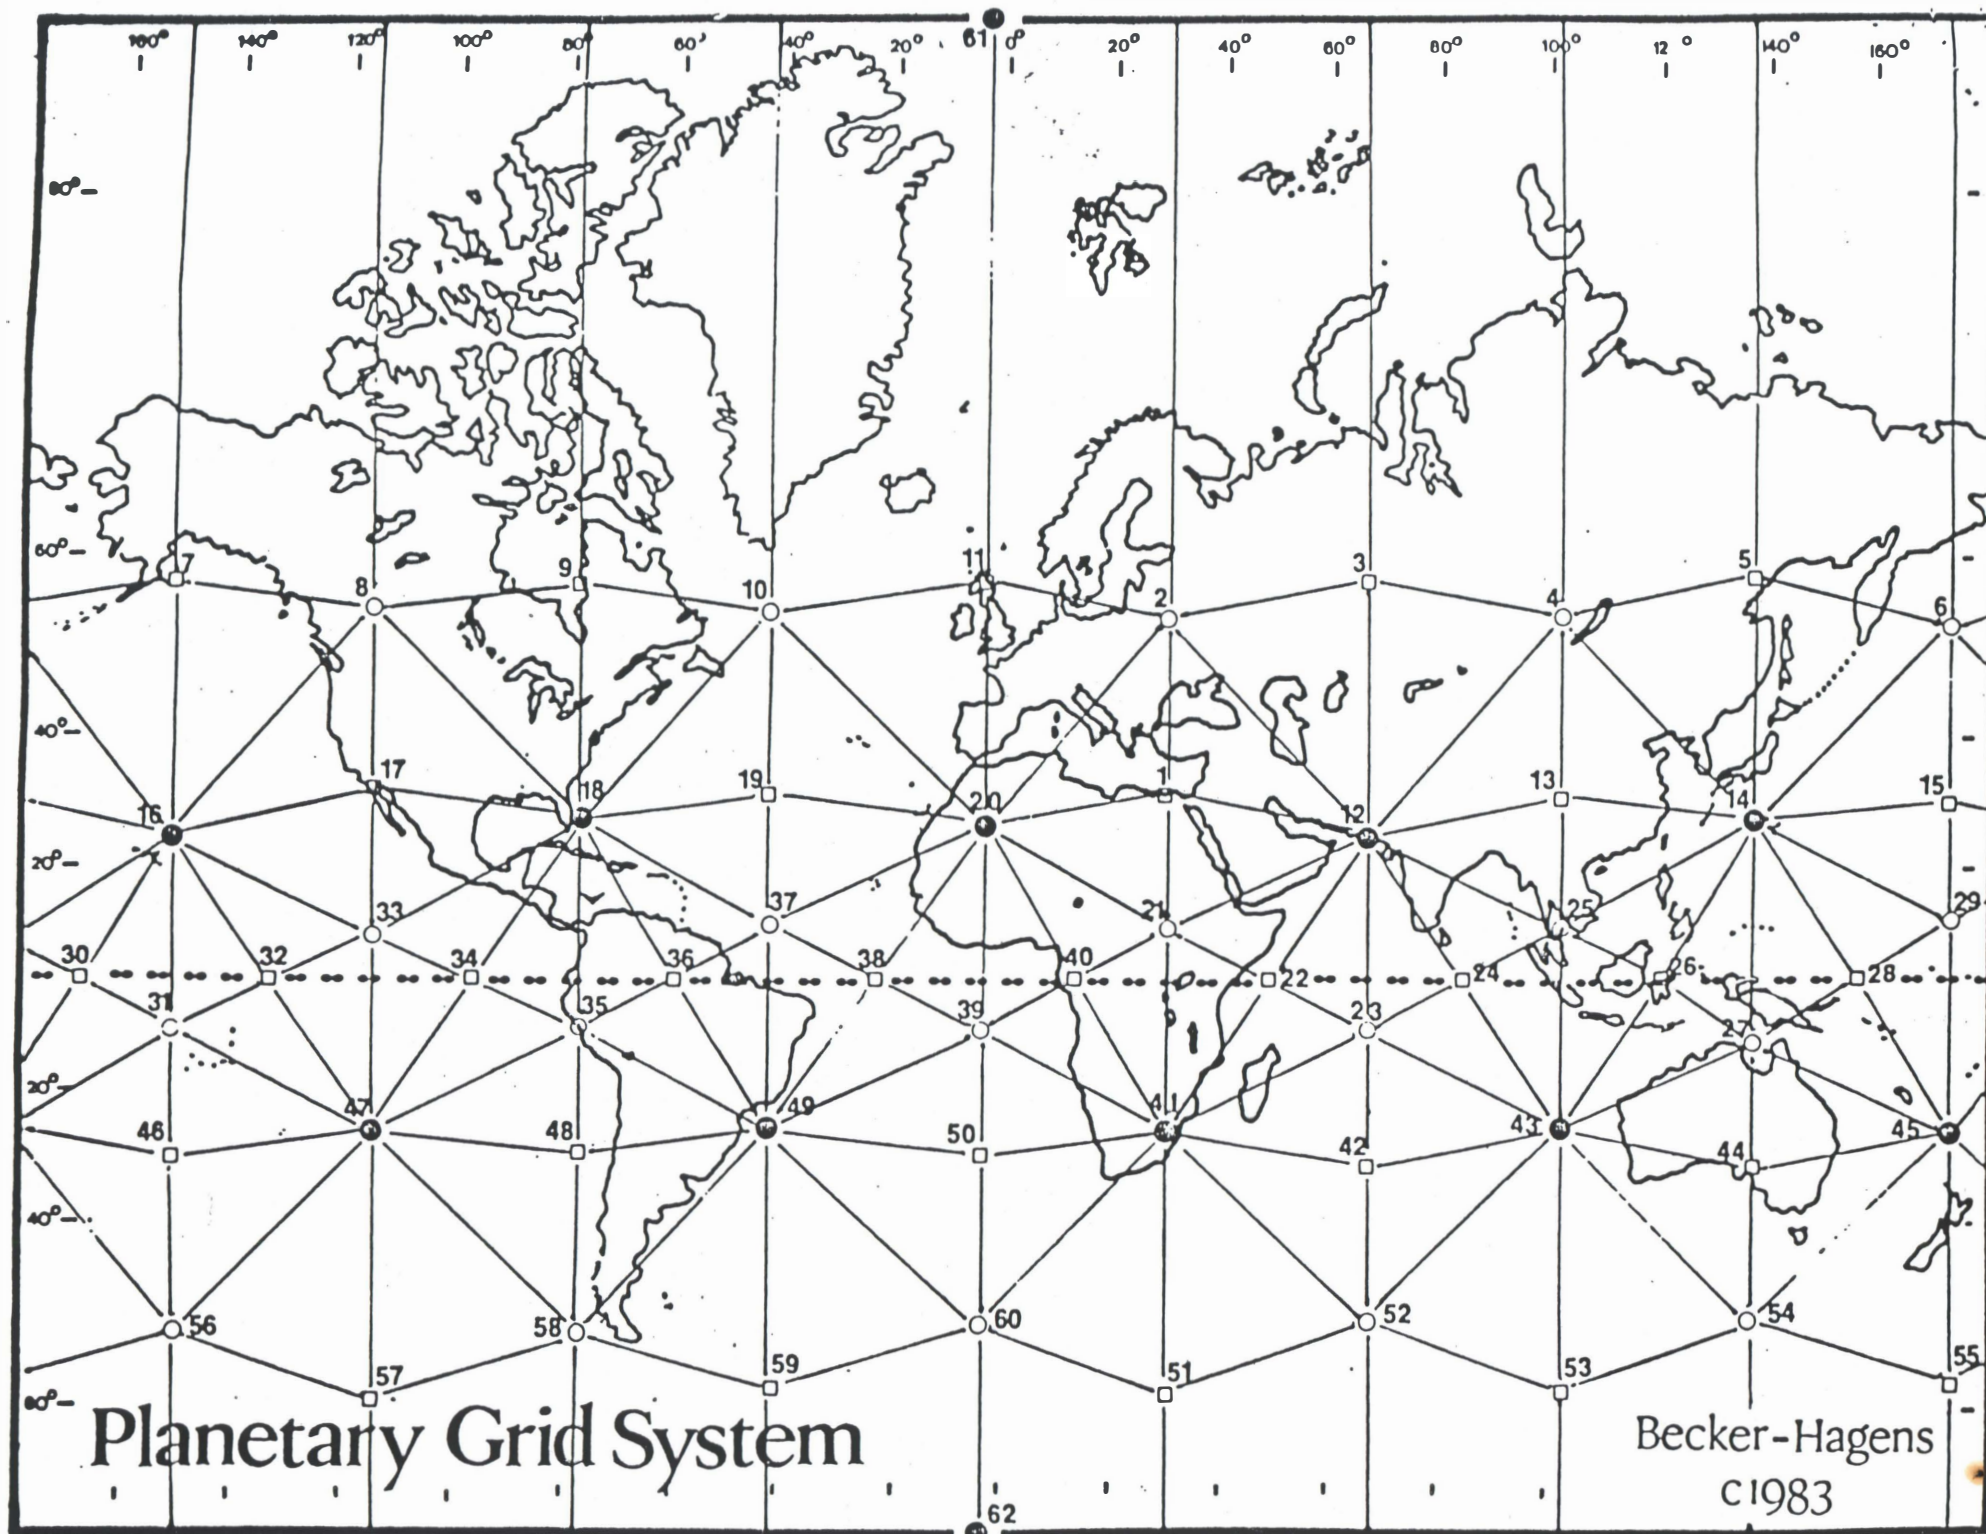 61
160° 140° 120° 100° 80° 60° 40° 20° 0° 20° 40° 60° 80° 100° 12 ° 140° 160°
80°
60°
7 8 9 10 11 2 3 4 5 6
40°
16 17 18 19 20 1 12 13 14 15
20°
33 37 21 25 29
30 32 34 36 38 40 22 24 26 28
31 35 39 23 27
20°
46 47 48 49 50 41 42 43 44 45
40°
56 58 60 52 54
57 59 51 53 55
60°
Planetary Grid System
Becker-Hagens
C1983
62